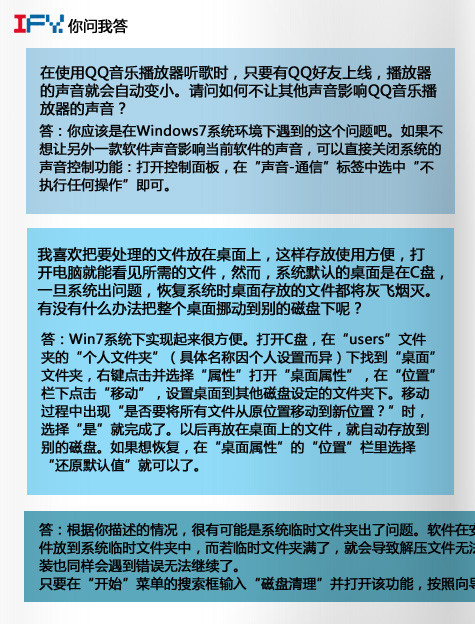 IFY 你问我答
在使用QQ音乐播放器听歌时，只要有QQ好友上线，播放器
的声音就会自动变小。请问如何不让其他声音影响QQ音乐播
放器的声音？
答：你应该是在Windows7系统环境下遇到的这个问题吧。如果不
想让另外一款软件声音影响当前软件的声音，可以直接关闭系统的
声音控制功能：打开控制面板，在“声音-通信”标签中选中“不
执行任何操作”即可。
我喜欢把要处理的文件放在桌面上，这样存放使用方便，打
开电脑就能看见所需的文件，然而，系统默认的桌面是在C盘，
一旦系统出问题，恢复系统时桌面存放的文件都将灰飞烟灭。
有没有什么办法把整个桌面挪动到别的磁盘下呢？
答：Win7系统下实现起来很方便。打开C盘，在“users”文件
夹的“个人文件夹”（具体名称因个人设置而异）下找到“桌面”
文件夹，右键点击并选择“属性”打开“桌面属性”，在“位置”
栏下点击“移动”，设置桌面到其他磁盘设定的文件夹下。移动
过程中出现“是否要将所有文件从原位置移动到新位置？”时，
选择“是”就完成了。以后再放在桌面上的文件，就自动存放到
别的磁盘。如果想恢复，在“桌面属性”的“位置”栏里选择
“还原默认值”就可以了。
答：根据你描述的情况，很有可能是系统临时文件夹出了问题。软件在安
件放到系统临时文件夹中，而若临时文件夹满了，就会导致解压文件无法
装也同样会遇到错误无法继续了。
只要在“开始”菜单的搜索框输入“磁盘清理”并打开该功能，按照向导